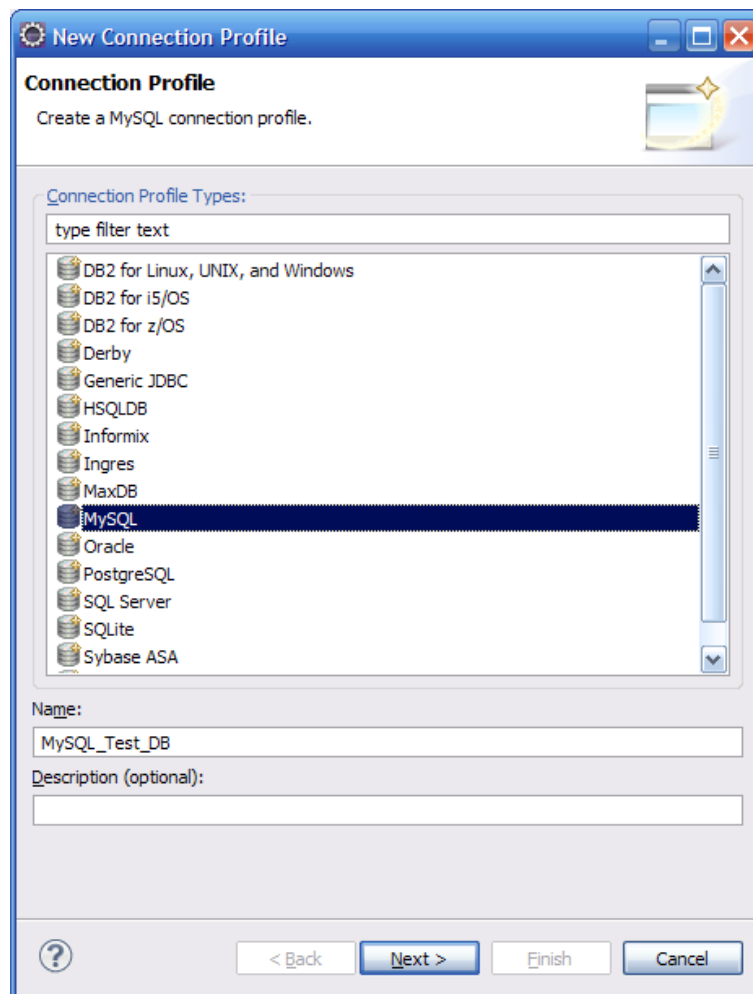 New Connection Profile
Connection Profile
Create a MySQL connection profile.
Connection Profile Types:
type filter text
DB2 for Linux, UNIX, and Windows
DB2 for i5/OS
DB2 for z/OS
Derby
Generic JDBC
HSQLDB
Informix
Ingres
MaxDB
MySQL
Oracle
PostgreSQL
SQL Server
SQLite
Sybase ASA
Name:
MySQL_Test_DB
Description (optional):
? < Back Next > Finish Cancel